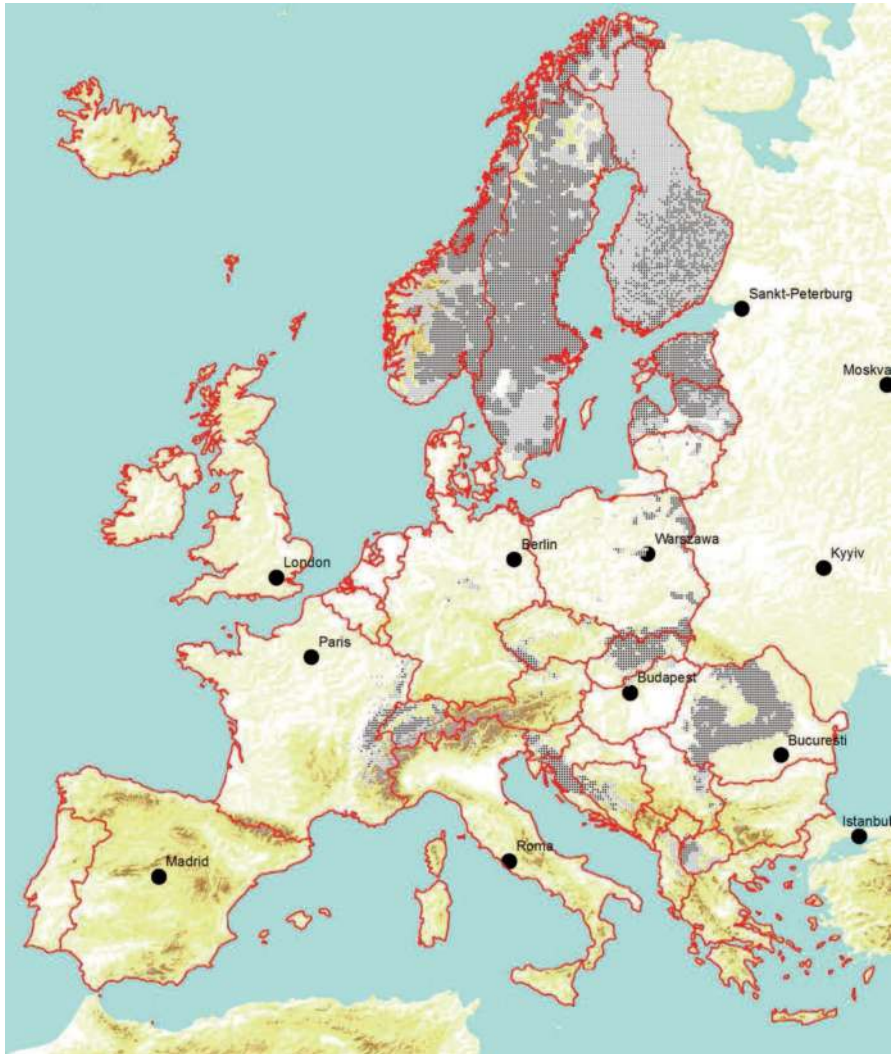 Sankt-Peterburg
Moskva
Berlin
Warszawa
Kyyiv
London
Paris
Budapest
Bucuresti
Istanbul
Roma
Madrid